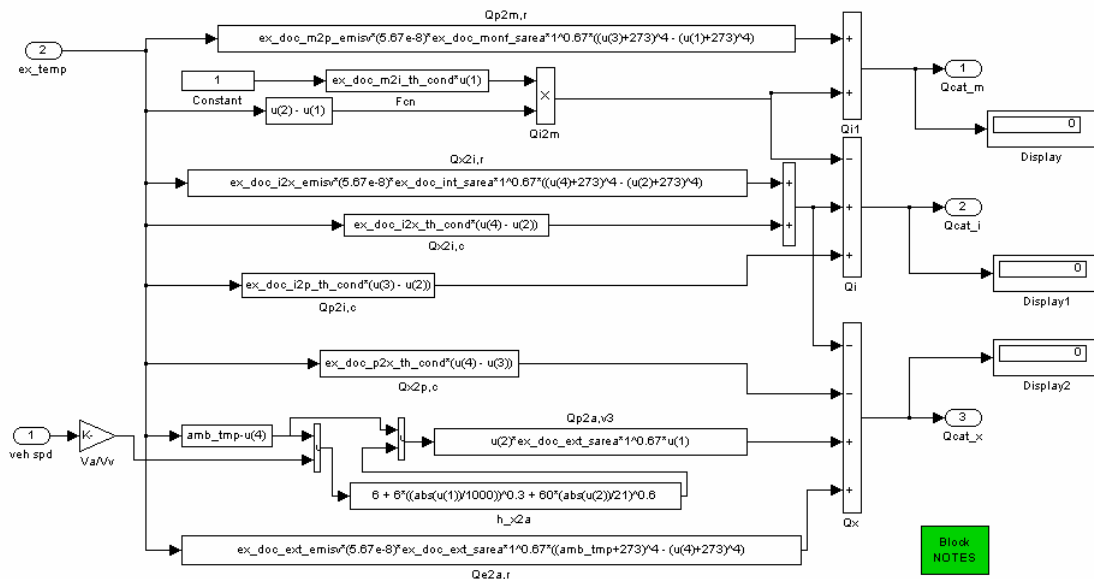 Qp2m,r
2
ex_temp
ex_doc_m2p_emisv*(5.67e-8)*ex_doc_monf_sarea*1^0.67*((u(3)+273)^4 - (u(1)+273)^4)
+
+
Qi1
1
Qcat_m
0
Display
1
Constant
ex_doc_m2i_th_cond*u(1)
Fcn
u(2) - u(1)
×
Qi2m
Qx2i,r
ex_doc_i2x_emisv*(5.67e-8)*ex_doc_int_sarea*1^0.67*((u(4)+273)^4 - (u(2)+273)^4)
+
+
−
+
+
Qi
2
Qcat_i
0
Display1
ex_doc_i2x_th_cond*(u(4) - u(2))
Qx2i,c
ex_doc_i2p_th_cond*(u(3) - u(2))
Qp2i,c
ex_doc_p2x_th_cond*(u(4) - u(3))
Qx2p,c
−
−
+
+
Qx
0
Display2
3
Qcat_x
1
veh spd
K-
Va/Vv
amb_tmp-u(4)
Qp2a,v3
u(2)*ex_doc_ext_sarea*1^0.67*u(1)
6 + 6*((abs(u(1))/1000))^0.3 + 60*(abs(u(2))/21)^0.6
h_x2a
ex_doc_ext_emisv*(5.67e-8)*ex_doc_ext_sarea*1^0.67*((amb_tmp+273)^4 - (u(4)+273)^4)
Qe2a,r
Block
NOTES